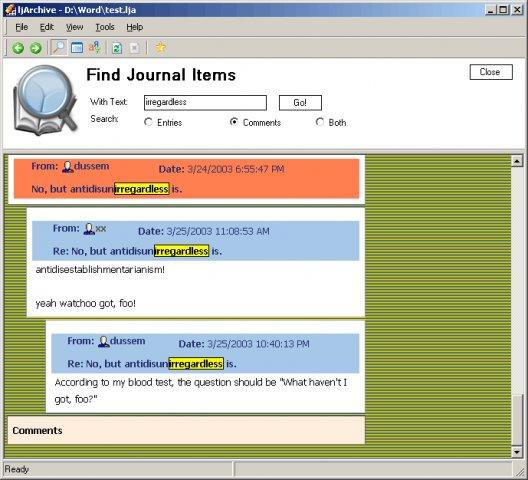 ljArchive - D:\Word\test.lja
File Edit View Tools Help
Find Journal Items
Close
With Text: irregardless Go!
Search: Entries Comments Both
From: dussem Date: 3/24/2003 6:55:47 PM
No, but antidisunirregardless is.
From: xx Date: 3/25/2003 11:08:53 AM
Re: No, but antidisunirregardless is.
antidisestablishmentarianism!
yeah watchoo got, foo!
From: dussem Date: 3/25/2003 10:40:13 PM
Re: No, but antidisunirregardless is.
According to my blood test, the question should be "What haven't I
got, foo?"
Comments
Ready